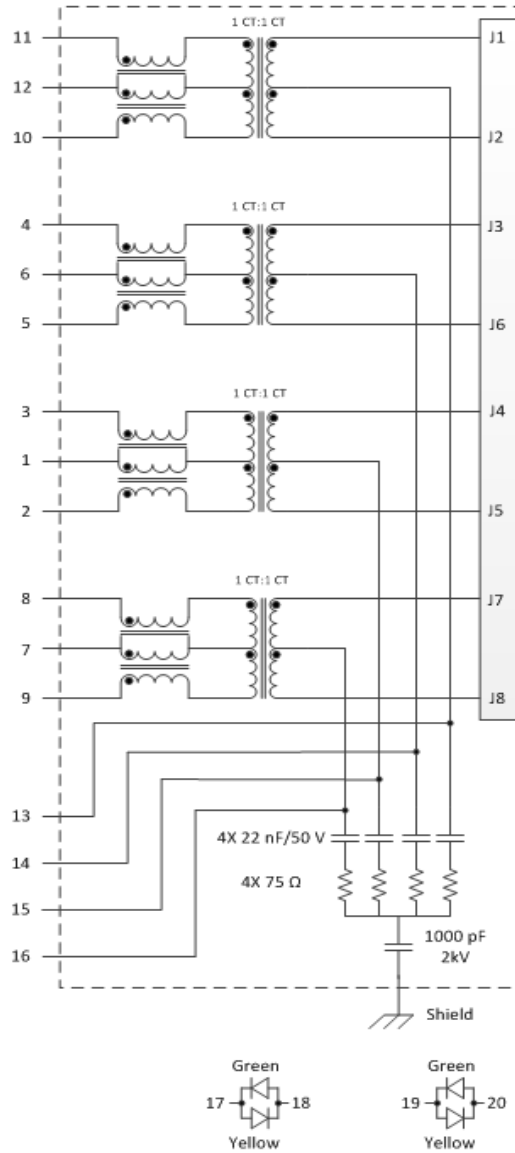 1 CT:1 CT
11 J1
12
10 J2
1 CT:1 CT
4 J3
6
5 J6
1 CT:1 CT
3 J4
1
2 J5
1 CT:1 CT
8 J7
7
9 J8
13
4X 22 nF/50 V
14
4X 75 Ω
15
1000 pF
2kV
16
Shield
Green Green
17 18 19 20
Yellow Yellow